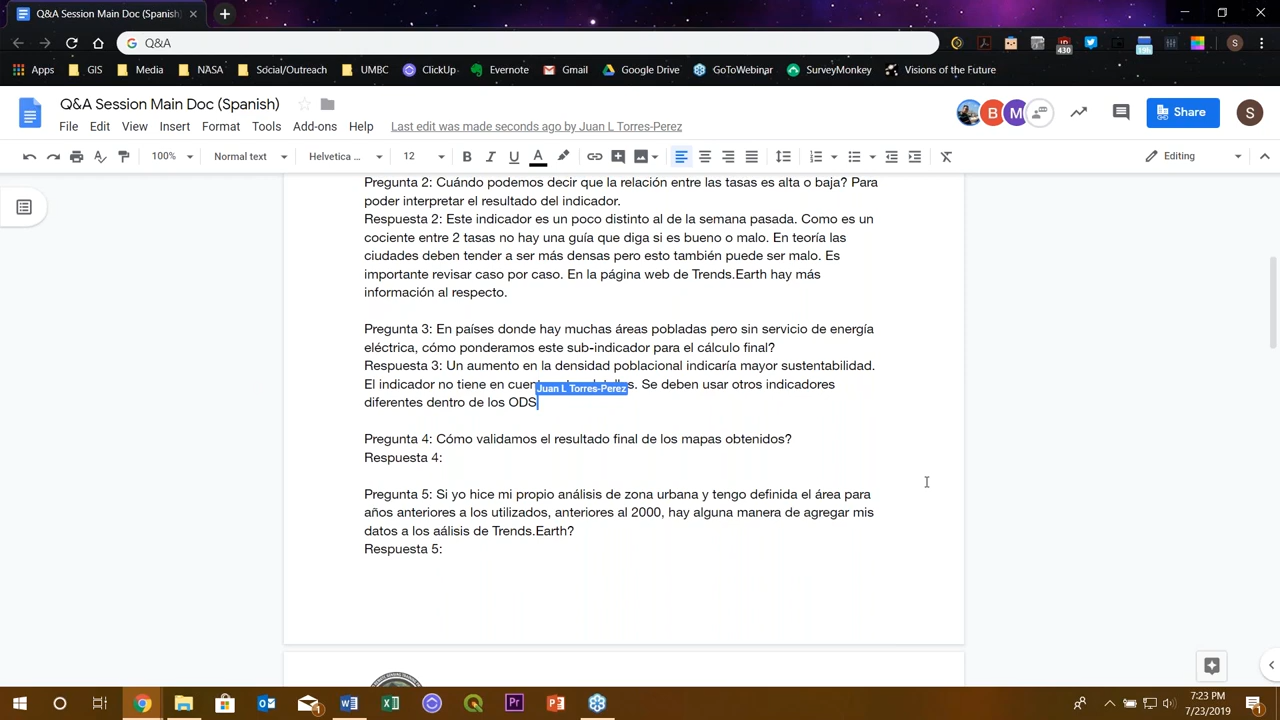 Q&A Session Main Doc (Spanish)
Q&A
Apps GIS Media NASA Social/Outreach UMBC ClickUp Evernote Gmail Google Drive GoToWebinar SurveyMonkey Visions of the Future
430
19h
Q&A Session Main Doc (Spanish)
B M Share S
File Edit View Insert Format Tools Add-ons Help Last edit was made seconds ago by Juan L Torres-Perez
100% Normal text Helvetica ... 12 B I U A Editing
Pregunta 2: Cuándo podemos decir que la relación entre las tasas es alta o baja? Para
poder interpretar el resultado del indicador.
Respuesta 2: Este indicador es un poco distinto al de la semana pasada. Como es un
cociente entre 2 tasas no hay una guía que diga si es bueno o malo. En teoría las
ciudades deben tender a ser más densas pero esto también puede ser malo. Es
importante revisar caso por caso. En la página web de Trends.Earth hay más
información al respecto.
Pregunta 3: En países donde hay muchas áreas pobladas pero sin servicio de energía
eléctrica, cómo ponderamos este sub-indicador para el cálculo final?
Respuesta 3: Un aumento en la densidad poblacional indicaría mayor sustentabilidad.
El indicador no tiene en Se deben usar otros indicadores
Juan L Torres-Perez
diferentes dentro de los ODS
Pregunta 4: Cómo validamos el resultado final de los mapas obtenidos?
Respuesta 4:
Pregunta 5: Si yo hice mi propio análisis de zona urbana y tengo definida el área para
años anteriores a los utilizados, anteriores al 2000, hay alguna manera de agregar mis
datos a los aálisis de Trends.Earth?
Respuesta 5:
7:23 PM
7/23/2019